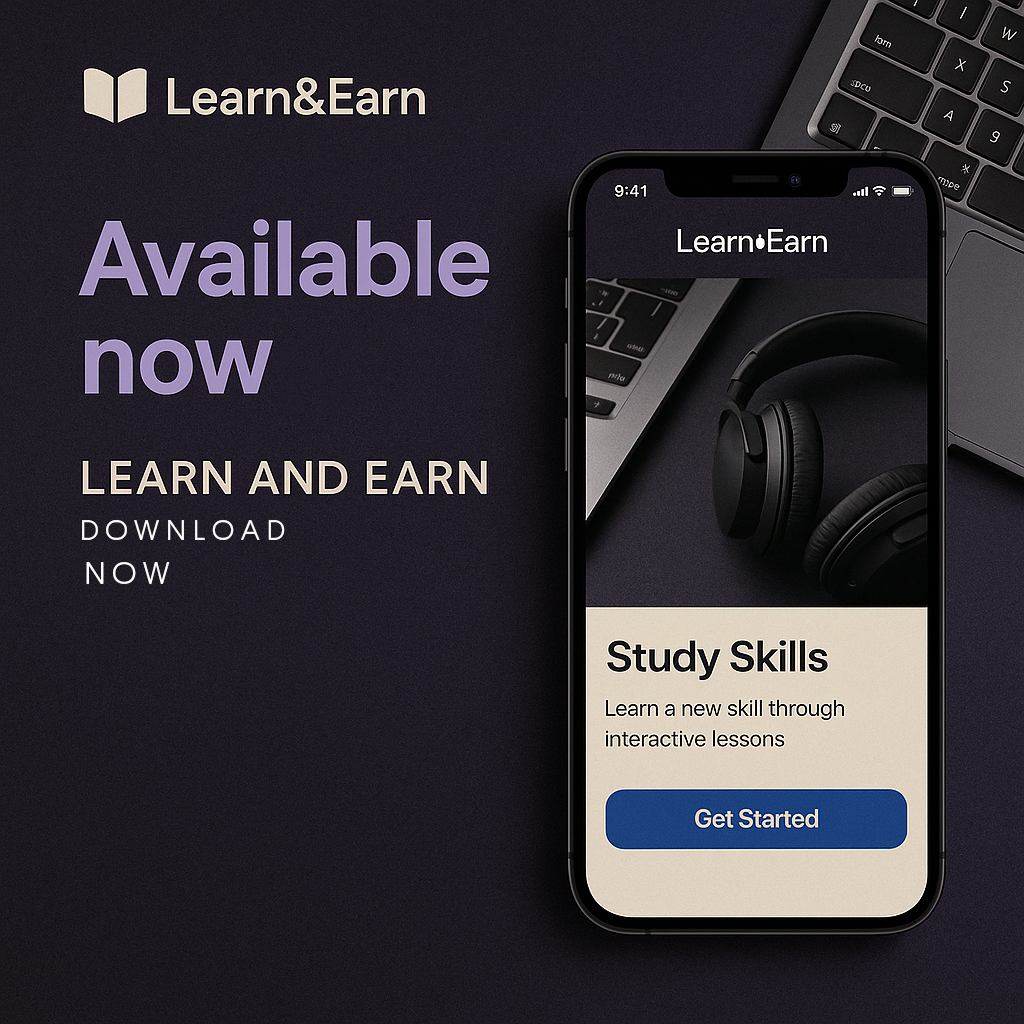 Learn&Earn
Available
now
LEARN AND EARN
DOWNLOAD
NOW
9:41
Learn Earn
Study Skills
Learn a new skill through
interactive lessons
Get Started